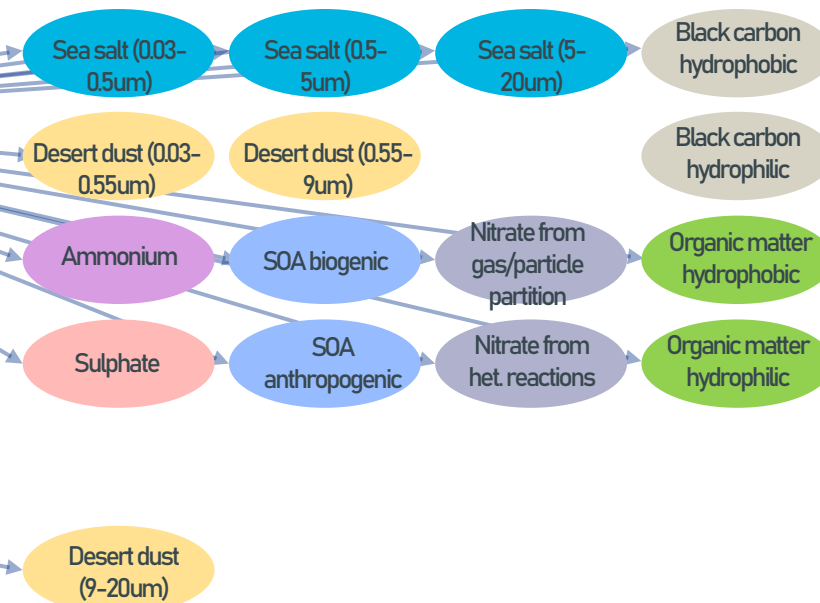 Sea salt (0.03-
0.5um)
Sea salt (0.5-
5um)
Sea salt (5-
20um)
Black carbon
hydrophobic
Desert dust (0.03-
0.55um)
Desert dust (0.55-
9um)
Black carbon
hydrophilic
Ammonium
SOA biogenic
Nitrate from
gas/particle
partition
Organic matter
hydrophobic
Sulphate
SOA
anthropogenic
Nitrate from
het. reactions
Organic matter
hydrophilic
Desert dust
(9-20um)